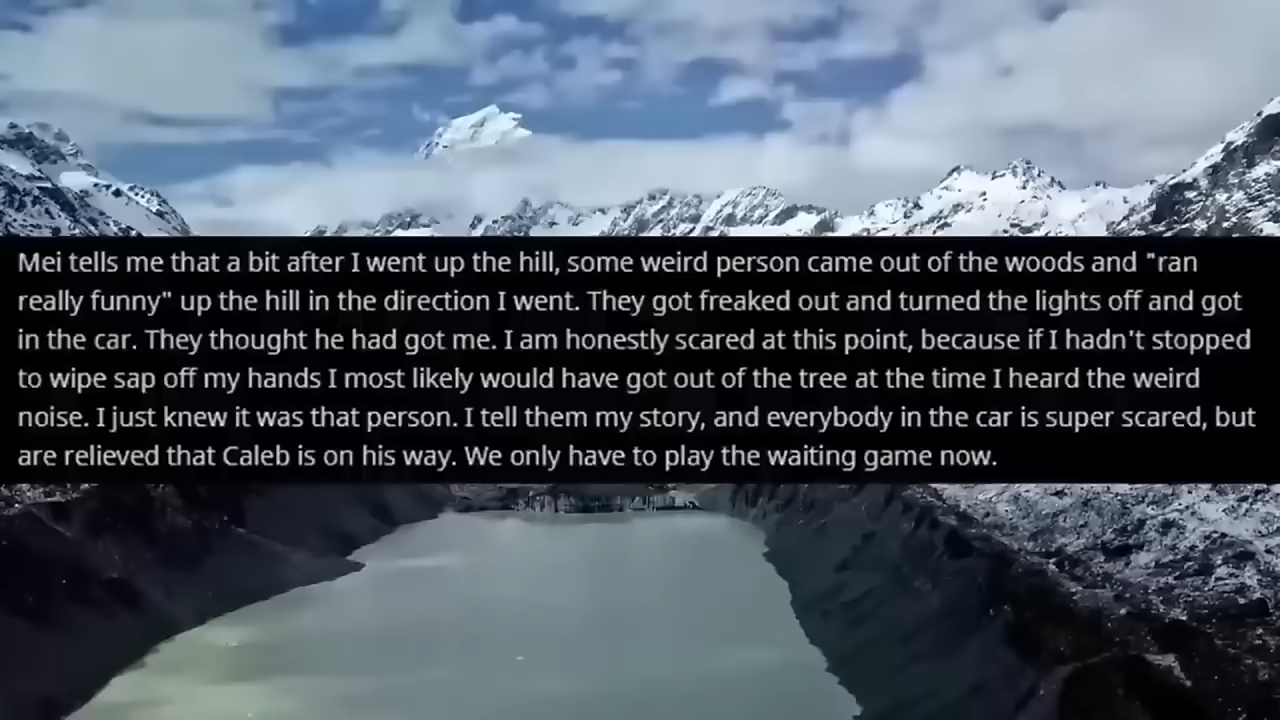 Mei tells me that a bit after I went up the hill, some weird person came out of the woods and "ran
really funny" up the hill in the direction I went. They got freaked out and turned the lights off and got
in the car. They thought he had got me. I am honestly scared at this point, because if I hadn't stopped
to wipe sap off my hands I most likely would have got out of the tree at the time I heard the weird
noise. I just knew it was that person. I tell them my story, and everybody in the car is super scared, but
are relieved that Caleb is on his way. We only have to play the waiting game now.